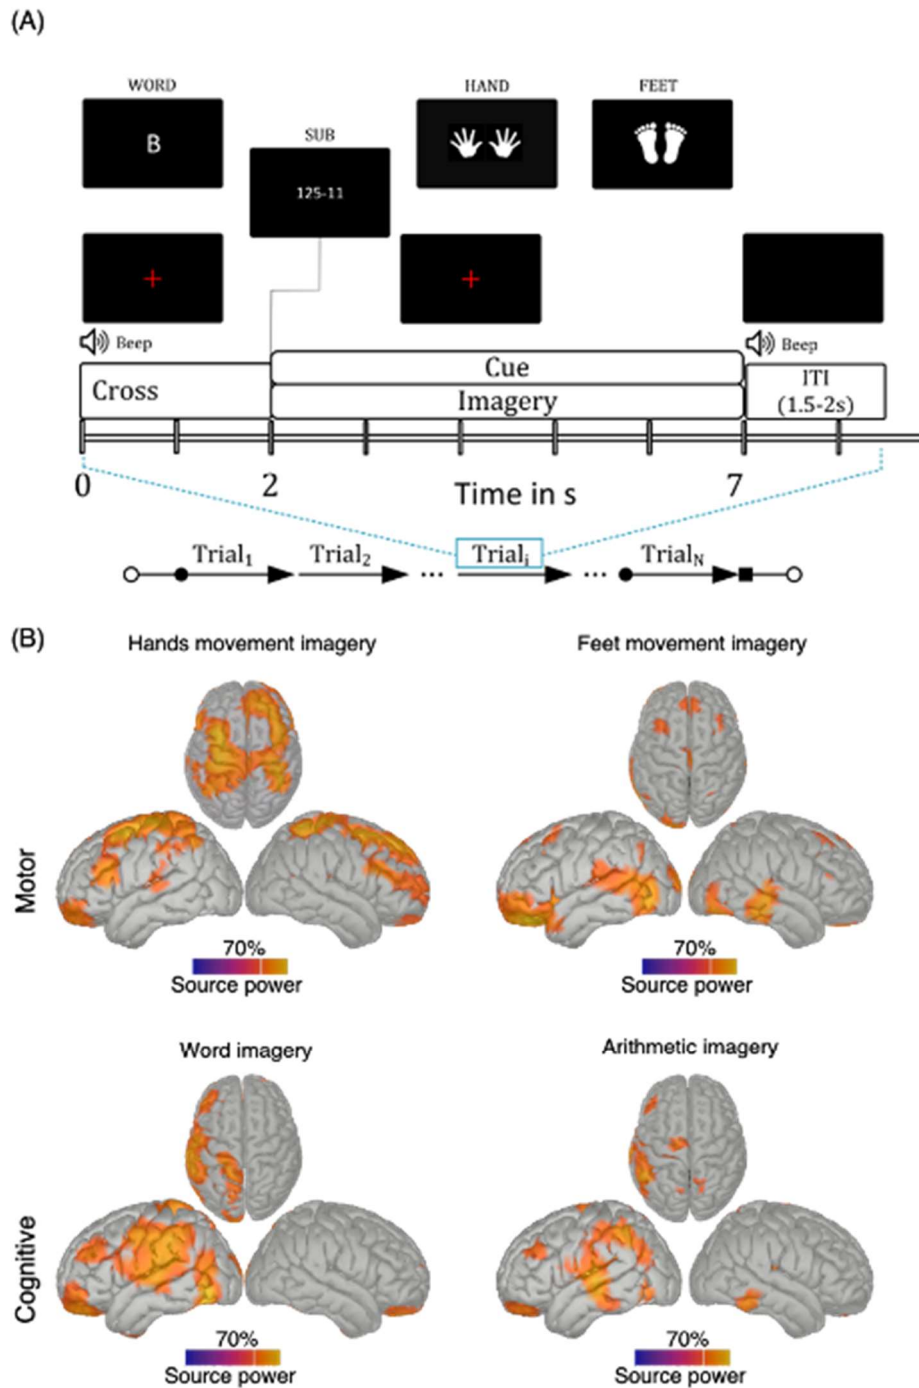 (A)
WORD
HAND
FEET
SUB
B
125-11
Beep
Beep
Cross
Cue
Imagery
ITI
(1.5-2s)
0
2
Time in s
7
Trial₁
Trial₂
...
Trialᵢ
...
Trial_N
(B)
Hands movement imagery
Feet movement imagery
Motor
70%
Source power
70%
Source power
Word imagery
Arithmetic imagery
Cognitive
70%
Source power
70%
Source power